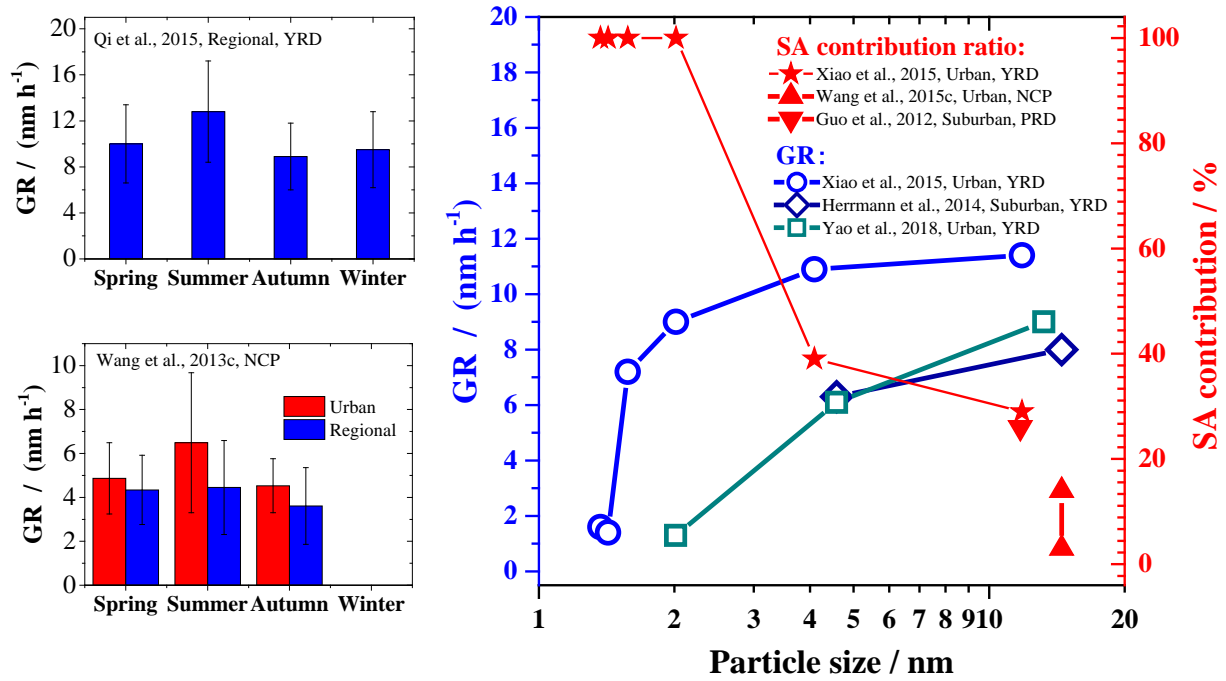 20
16
12
8
4
0
GR / (nm h-1)
Qi et al., 2015, Regional, YRD
Spring Summer Autumn Winter
10
8
6
4
2
0
GR / (nm h-1)
Wang et al., 2013c, NCP
Urban
Regional
Spring Summer Autumn Winter
20
18
16
14
12
10
8
6
4
2
0
GR / (nm h-1)
SA contribution ratio:
Xiao et al., 2015, Urban, YRD
Wang et al., 2015c, Urban, NCP
Guo et al., 2012, Suburban, PRD
GR:
Xiao et al., 2015, Urban, YRD
Herrmann et al., 2014, Suburban, YRD
Yao et al., 2018, Urban, YRD
100
80
60
40
20
0
SA contribution / %
1 2 3 4 5 6 7 8 9 10 20
Particle size / nm